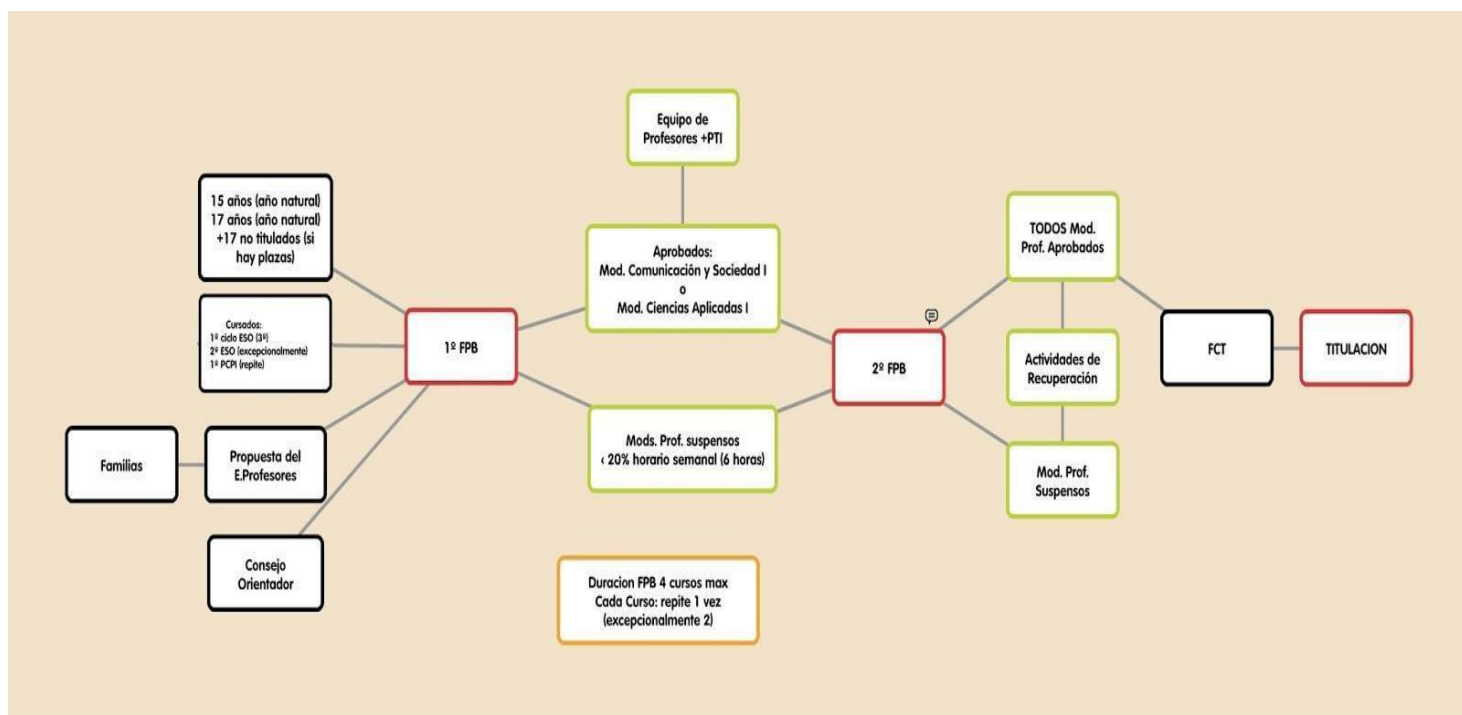 Equipo de
Profesores +PTI
15 años (año natural)
17 años (año natural)
+17 no titulados (si
hay plazas)
Aprobados:
Mod. Comunicación y Sociedad I
o
Mod. Ciencias Aplicadas I
TODOS Mod.
Prof. Aprobados
Cursados:
1º ciclo ESO (3º)
2º ESO (excepcionalmente)
1º PCPI (repite)
1º FPB
2º FPB
Actividades de
Recuperación
FCT
TITULACION
Familias
Propuesta del
E.Profesores
Mods. Prof. suspensos
‹ 20% horario semanal (6 horas)
Mod. Prof.
Suspensos
Consejo
Orientador
Duracion FPB 4 cursos max
Cada Curso: repite 1 vez
(excepcionalmente 2)